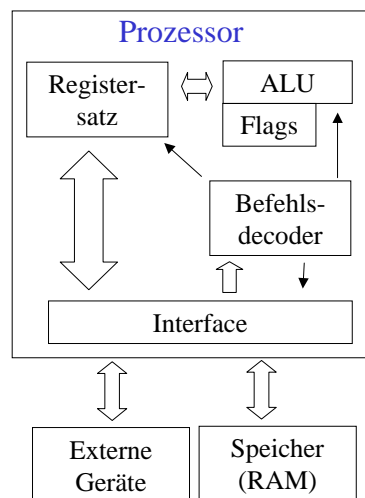 Prozessor
Register-
satz
ALU
Flags
Befehls-
decoder
Interface
Externe
Geräte
Speicher
(RAM)